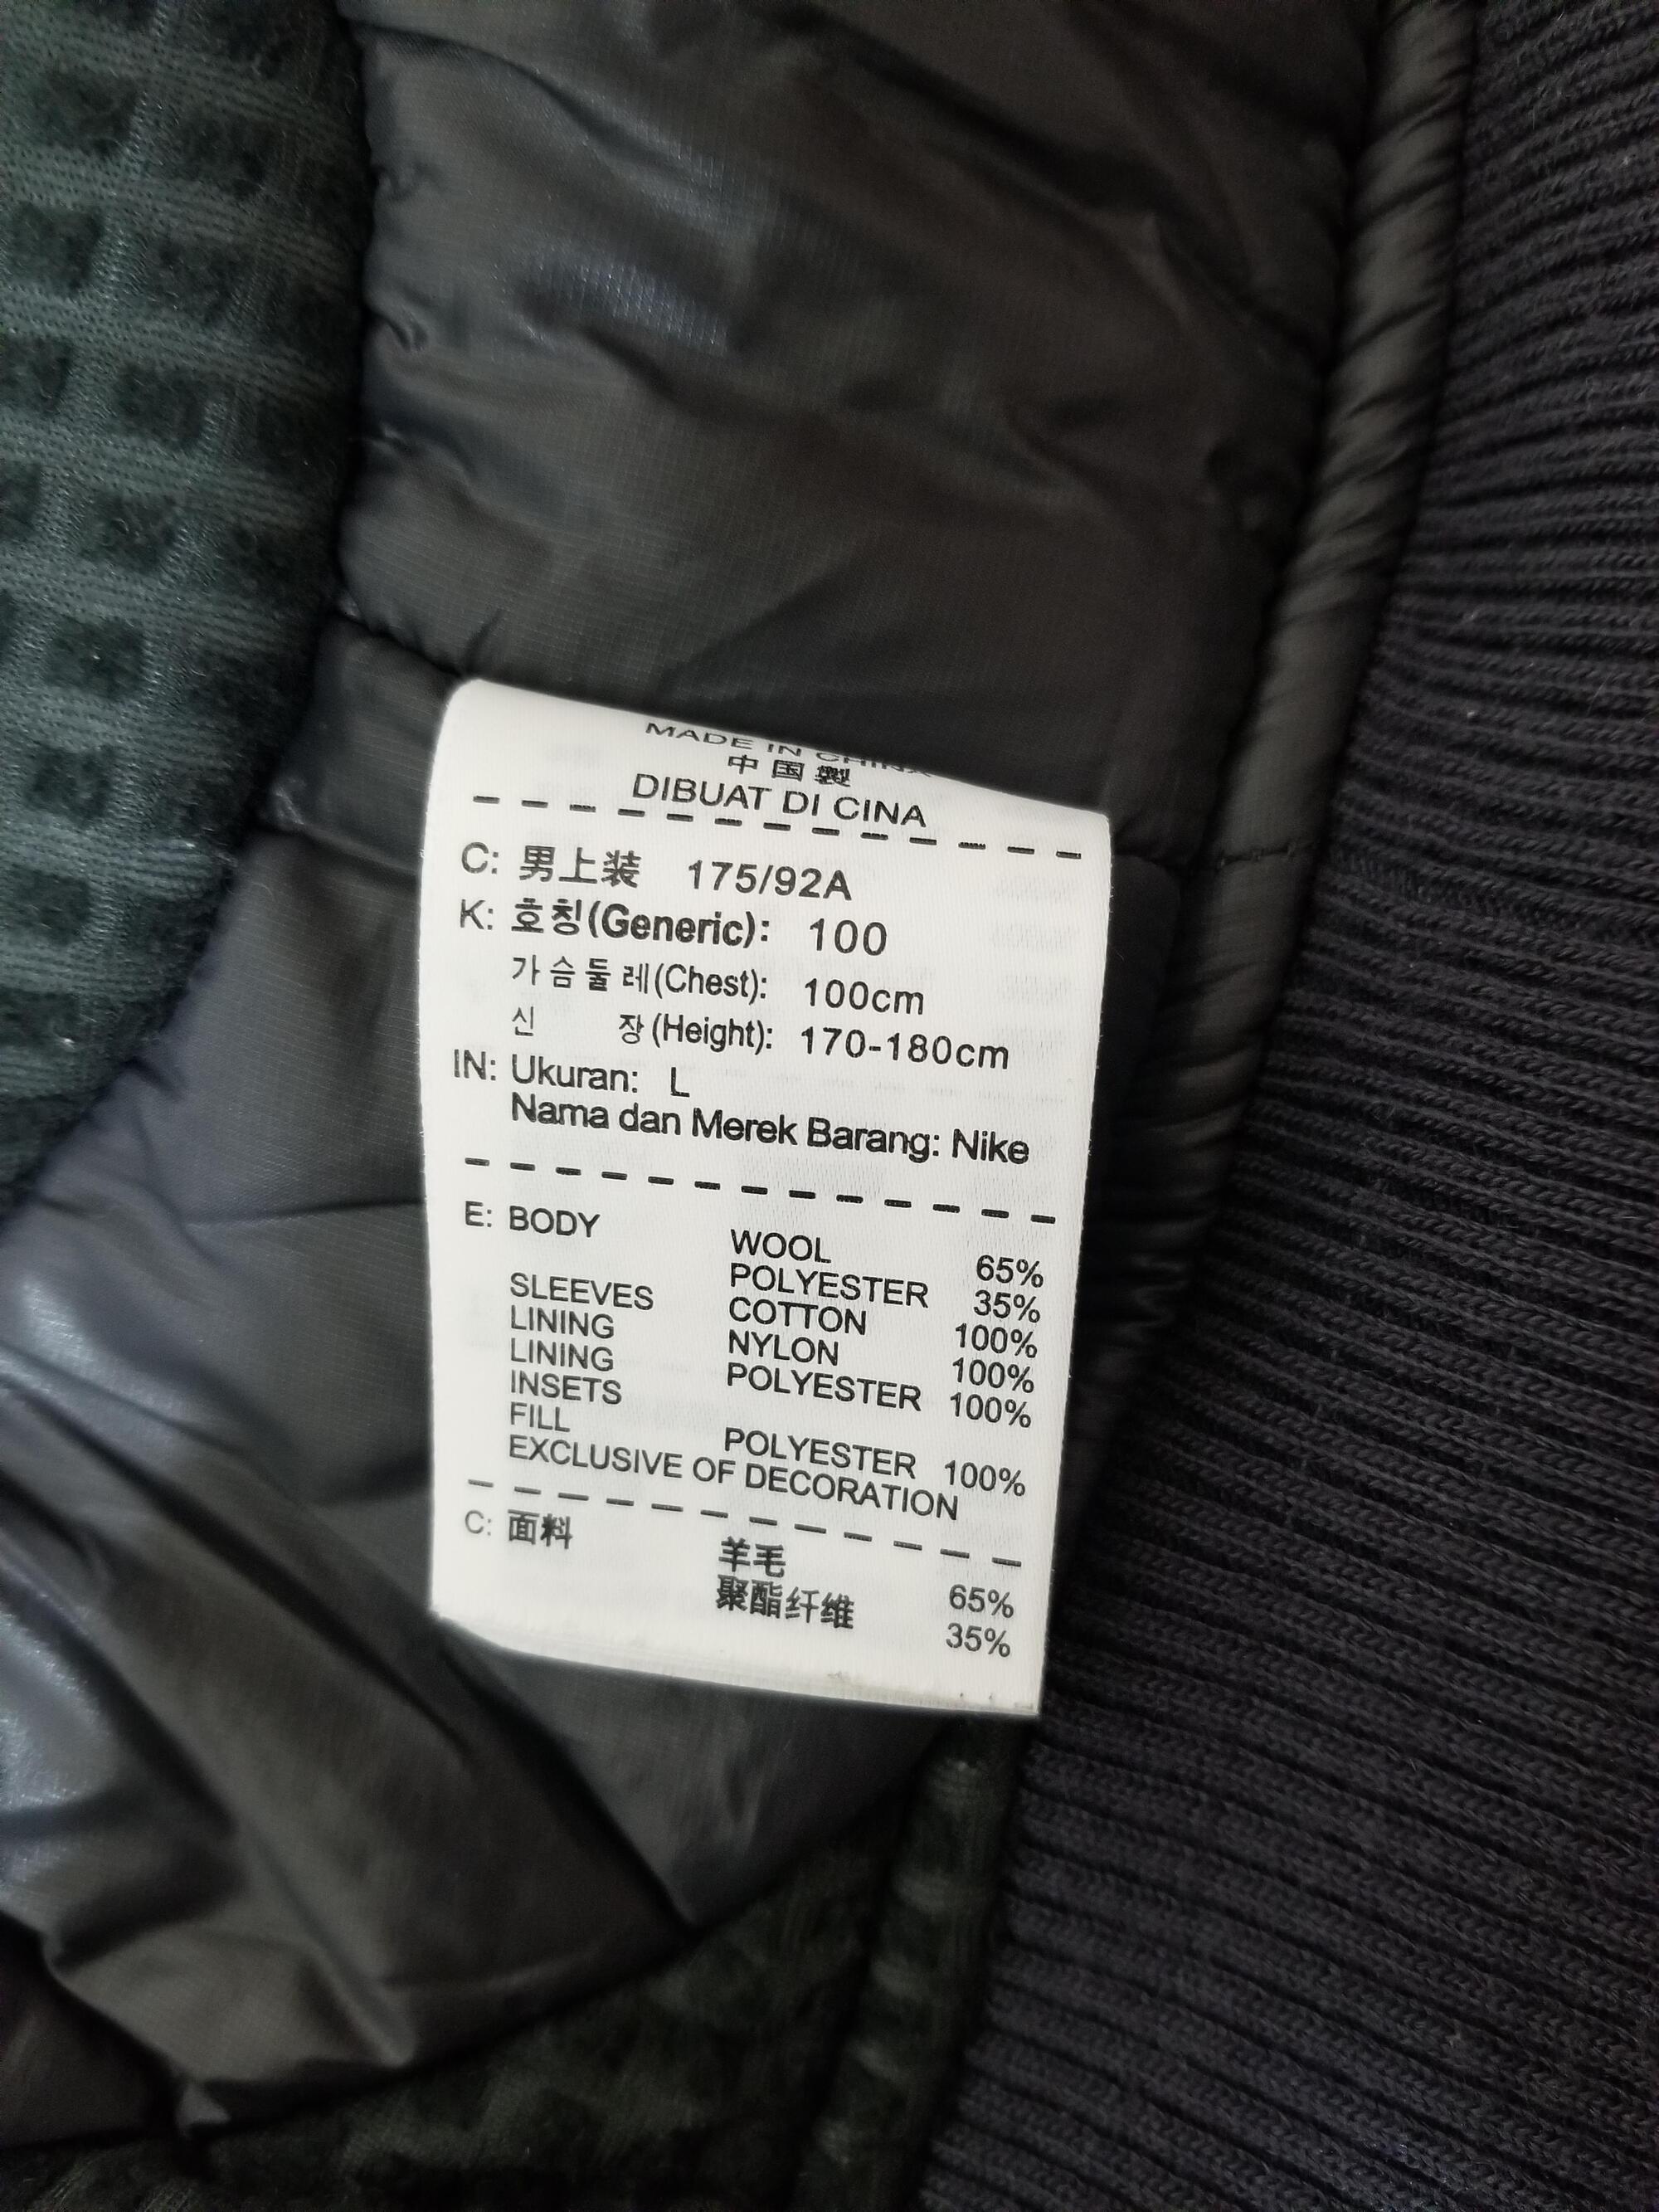 MADE IN CHINA
中国製
DIBUAT DI CINA
C: 男上装 175/92A
K: 호칭(Generic): 100
가슴둘레(Chest): 100cm
신 장(Height): 170-180cm
IN: Ukuran: L
Nama dan Merek Barang: Nike
E: BODY WOOL 65%
POLYESTER 35%
SLEEVES COTTON 100%
LINING NYLON 100%
LINING POLYESTER 100%
INSETS
FILL POLYESTER 100%
EXCLUSIVE OF DECORATION
C: 面料 羊毛 65%
聚酯纤维 35%